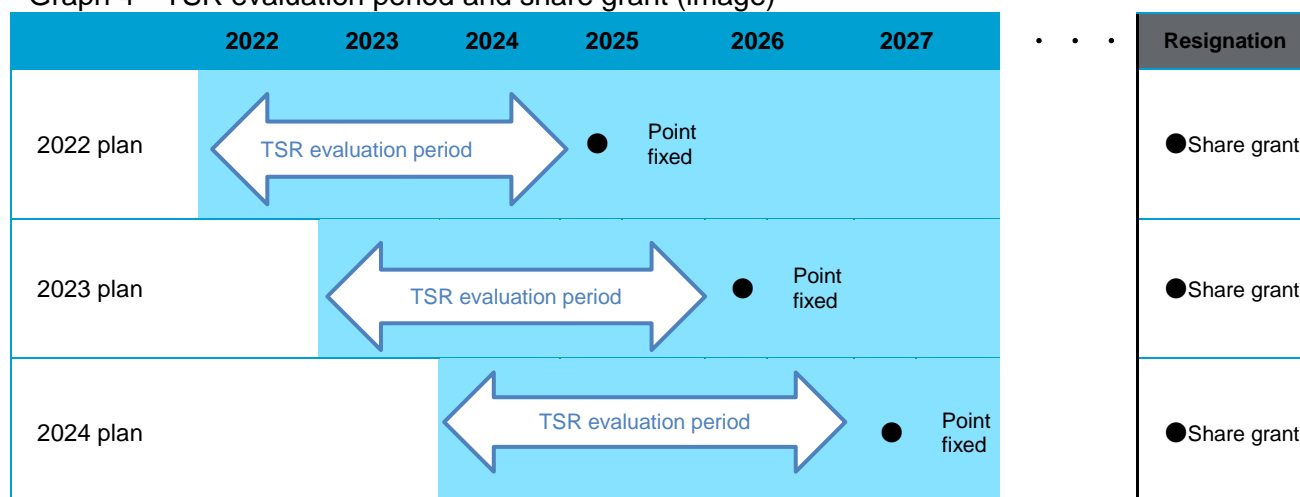 2022 2023 2024 2025 2026 2027 · · · Resignation
2022 plan
TSR evaluation period
● Point
fixed
●Share grant
2023 plan
TSR evaluation period
● Point
fixed
●Share grant
2024 plan
TSR evaluation period
● Point
fixed
●Share grant